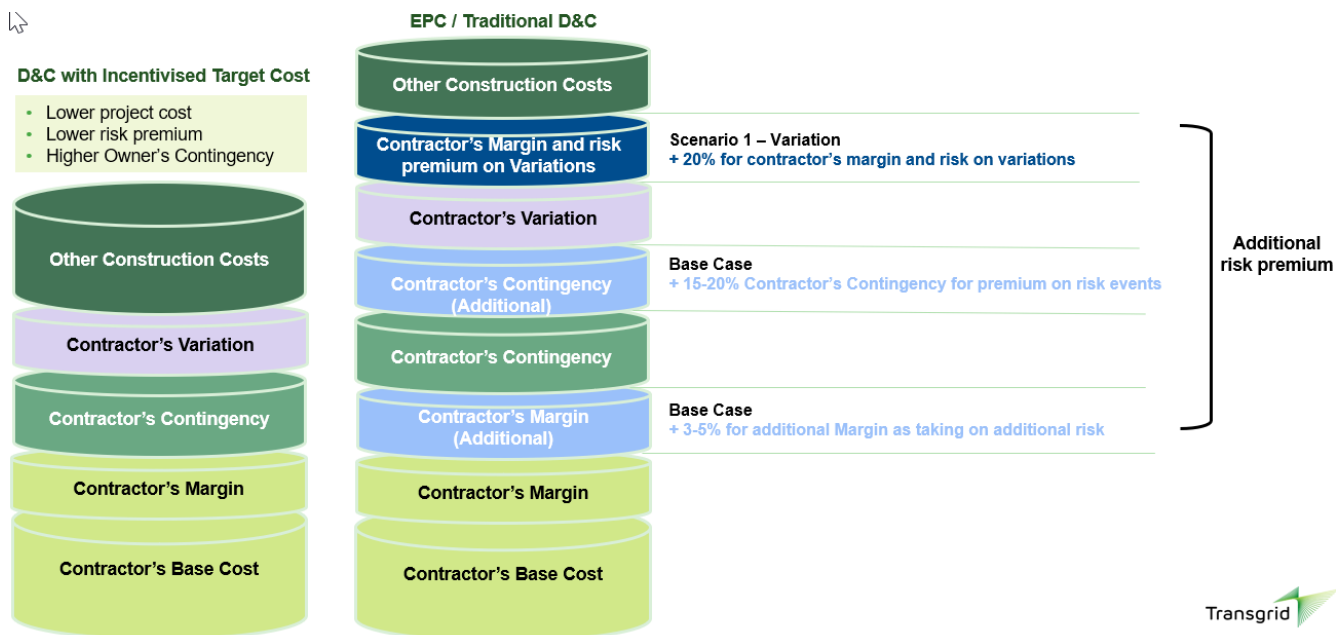 EPC / Traditional D&C
D&C with Incentivised Target Cost
• Lower project cost
• Lower risk premium
• Higher Owner's Contingency
Other Construction Costs
Contractor's Variation
Contractor's Contingency
Contractor's Margin
Contractor's Base Cost
Other Construction Costs
Contractor's Margin and risk
premium on Variations
Contractor's Variation
Contractor's Contingency
(Additional)
Contractor's Contingency
Contractor's Margin
(Additional)
Contractor's Margin
Contractor's Base Cost
Scenario 1 – Variation
+ 20% for contractor's margin and risk on variations
Base Case
+ 15-20% Contractor's Contingency for premium on risk events
Base Case
+ 3-5% for additional Margin as taking on additional risk
Additional
risk premium
Transgrid